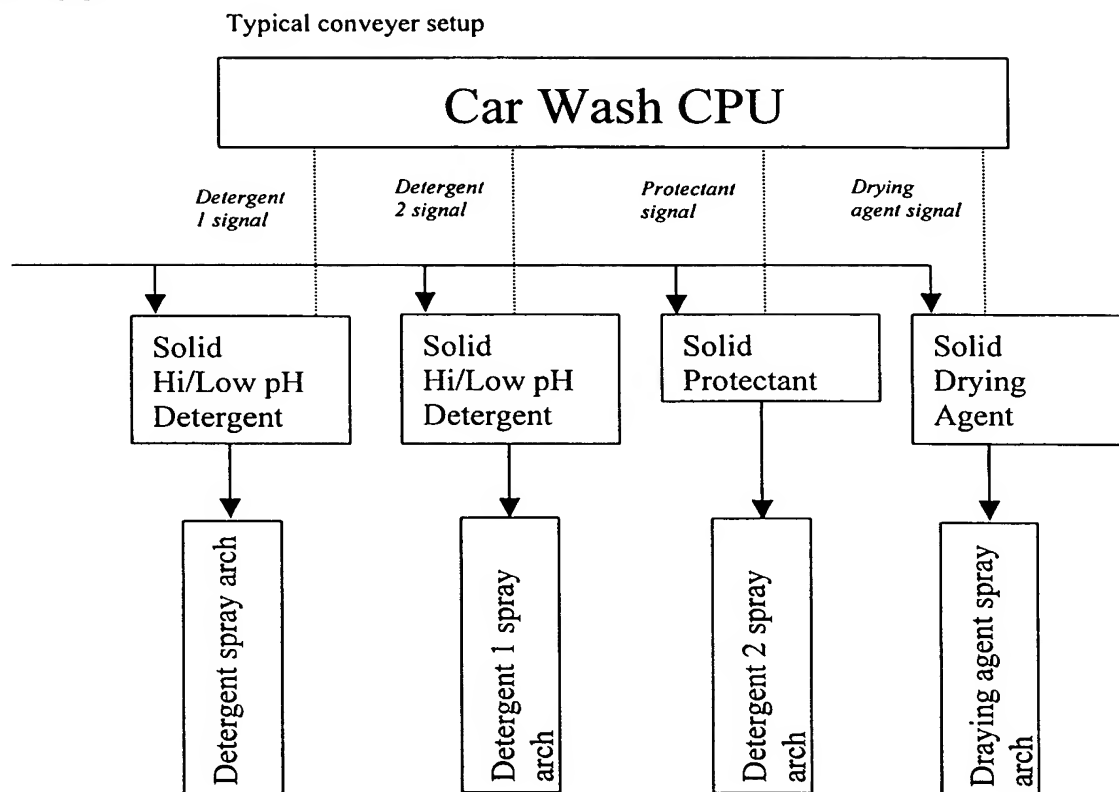 Typical conveyer setup
Car Wash CPU
Detergent
1 signal
Detergent
2 signal
Protectant
signal
Drying
agent signal
Solid
Hi/Low pH
Detergent
Solid
Hi/Low pH
Detergent
Solid
Protectant
Solid
Drying
Agent
Detergent spray arch
Detergent 1 spray
arch
Detergent 2 spray
arch
Draying agent spray
arch